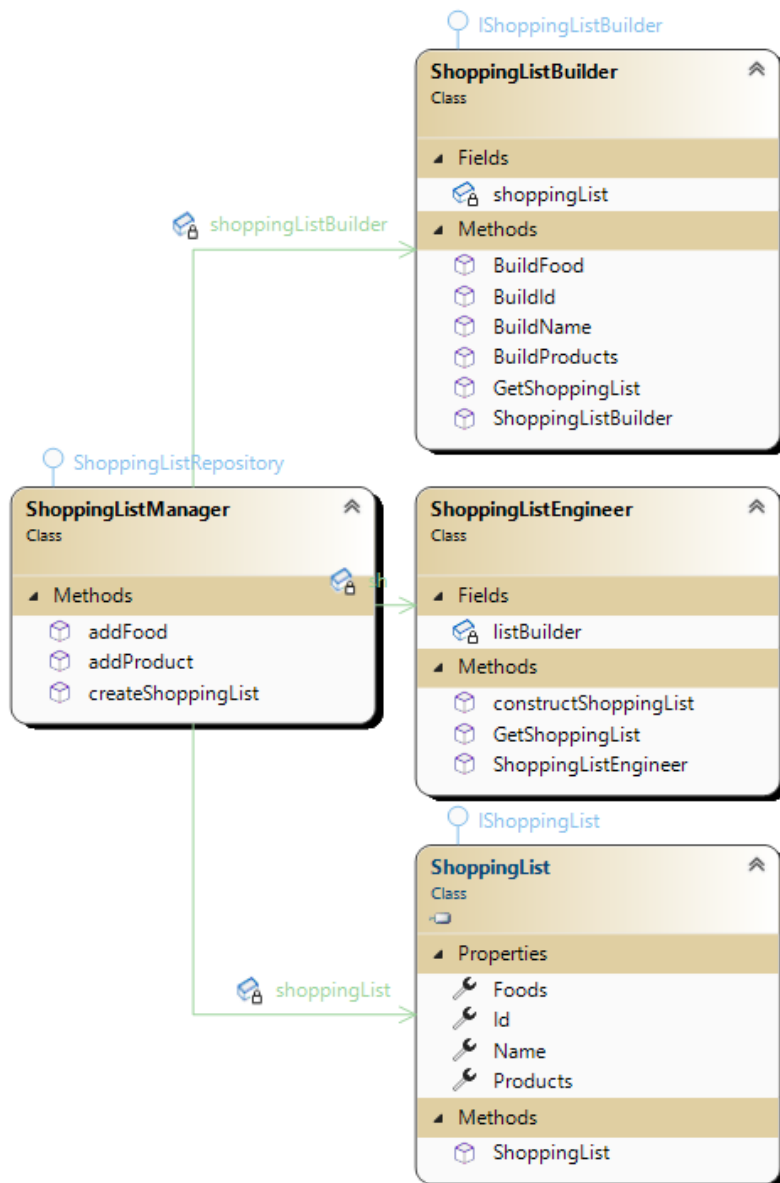 IShoppingListBuilder
ShoppingListBuilder
Class
Fields
shoppingList
Methods
BuildFood
BuildId
BuildName
BuildProducts
GetShoppingList
ShoppingListBuilder
shoppingListBuilder
ShoppingListRepository
ShoppingListManager
Class
Methods
addFood
addProduct
createShoppingList
sh
ShoppingListEngineer
Class
Fields
listBuilder
Methods
constructShoppingList
GetShoppingList
ShoppingListEngineer
shoppingList
IShoppingList
ShoppingList
Class
Properties
Foods
Id
Name
Products
Methods
ShoppingList